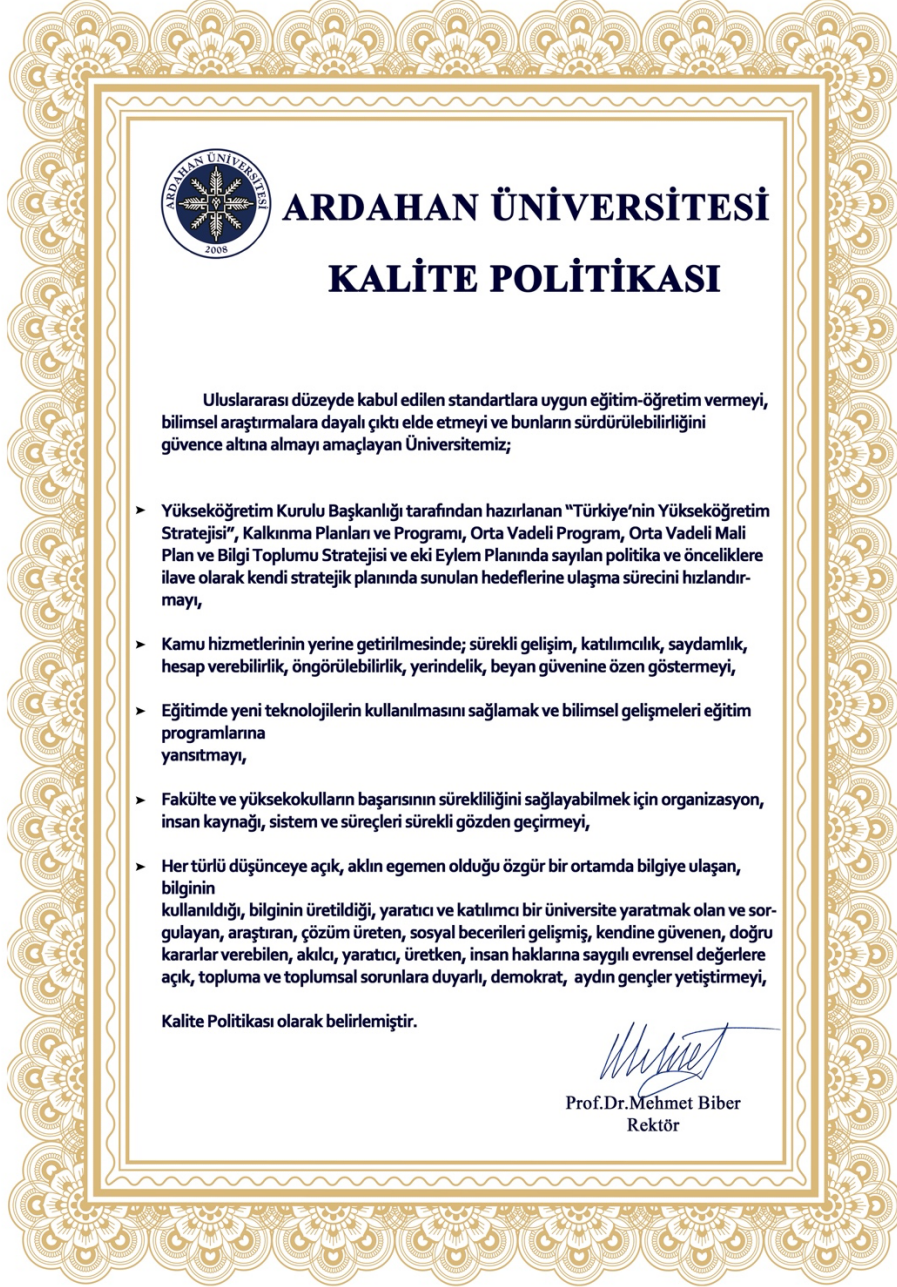 ARDAHAN ÜNİVERSİTESİ
2008
ARDAHAN ÜNİVERSİTESİ
KALİTE POLİTİKASI
Uluslararası düzeyde kabul edilen standartlara uygun eğitim-öğretim vermeyi,
bilimsel araştırmalara dayalı çıktı elde etmeyi ve bunların sürdürülebilirliğini
güvence altına almayı amaçlayan Üniversitemiz;
➤ Yükseköğretim Kurulu Başkanlığı tarafından hazırlanan “Türkiye’nin Yükseköğretim
Stratejisi”, Kalkınma Planları ve Programı, Orta Vadeli Program, Orta Vadeli Mali
Plan ve Bilgi Toplumu Stratejisi ve eki Eylem Planında sayılan politika ve önceliklere
ilave olarak kendi stratejik planında sunulan hedeflerine ulaşma sürecini hızlandır-
mayı,
➤ Kamu hizmetlerinin yerine getirilmesinde; sürekli gelişim, katılımcılık, saydamlık,
hesap verebilirlik, öngörülebilirlik, yerindelik, beyan güvenine özen göstermeyi,
➤ Eğitimde yeni teknolojilerin kullanılmasını sağlamak ve bilimsel gelişmeleri eğitim
programlarına
yansıtmayı,
➤ Fakülte ve yüksekokulların başarısının sürekliliğini sağlayabilmek için organizasyon,
insan kaynağı, sistem ve süreçleri sürekli gözden geçirmeyi,
➤ Her türlü düşünceye açık, aklın egemen olduğu özgür bir ortamda bilgiye ulaşan,
bilginin
kullanıldığı, bilginin üretildiği, yaratıcı ve katılımcı bir üniversite yaratmak olan ve sor-
gulayan, araştıran, çözüm üreten, sosyal becerileri gelişmiş, kendine güvenen, doğru
kararlar verebilen, akılcı, yaratıcı, üretken, insan haklarına saygılı evrensel değerlere
açık, topluma ve toplumsal sorunlara duyarlı, demokrat,  aydın gençler yetiştirmeyi,
Kalite Politikası olarak belirlemiştir.
Prof.Dr.Mehmet Biber
Rektör